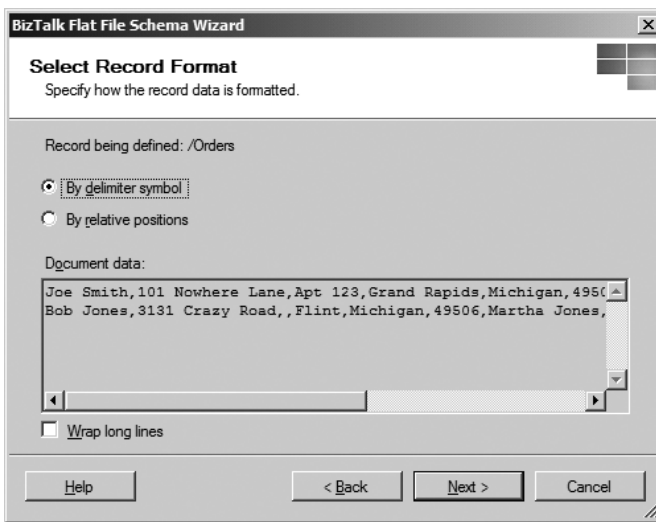 BizTalk Flat File Schema Wizard
Select Record Format
Specify how the record data is formatted.
Record being defined: /Orders
By delimiter symbol
By relative positions
Document data:
Joe Smith,101 Nowhere Lane,Apt 123,Grand Rapids,Michigan,4950
Bob Jones,3131 Crazy Road,,Flint,Michigan,49506,Martha Jones,
Wrap long lines
Help < Back Next > Cancel